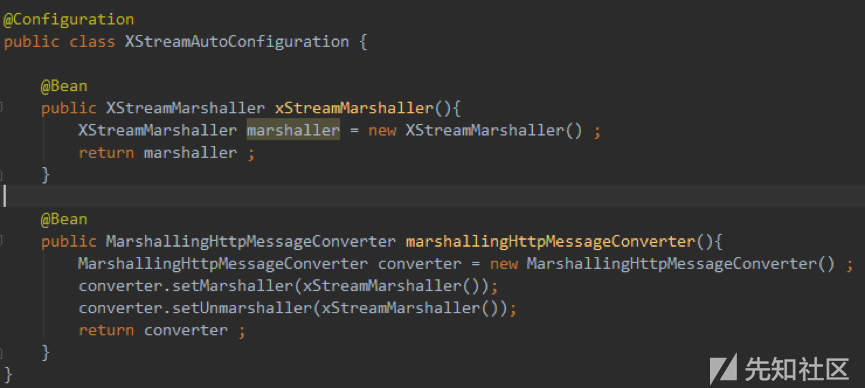 @Configuration
public class XStreamAutoConfiguration {
@Bean
public XStreamMarshaller xStreamMarshaller(){
XStreamMarshaller marshaller = new XStreamMarshaller() ;
return marshaller ;
}
@Bean
public MarshallingHttpMessageConverter marshallingHttpMessageConverter(){
MarshallingHttpMessageConverter converter = new MarshallingHttpMessageConverter() ;
converter.setMarshaller(xStreamMarshaller());
converter.setUnmarshaller(xStreamMarshaller());
return converter ;
}
}
先知社区